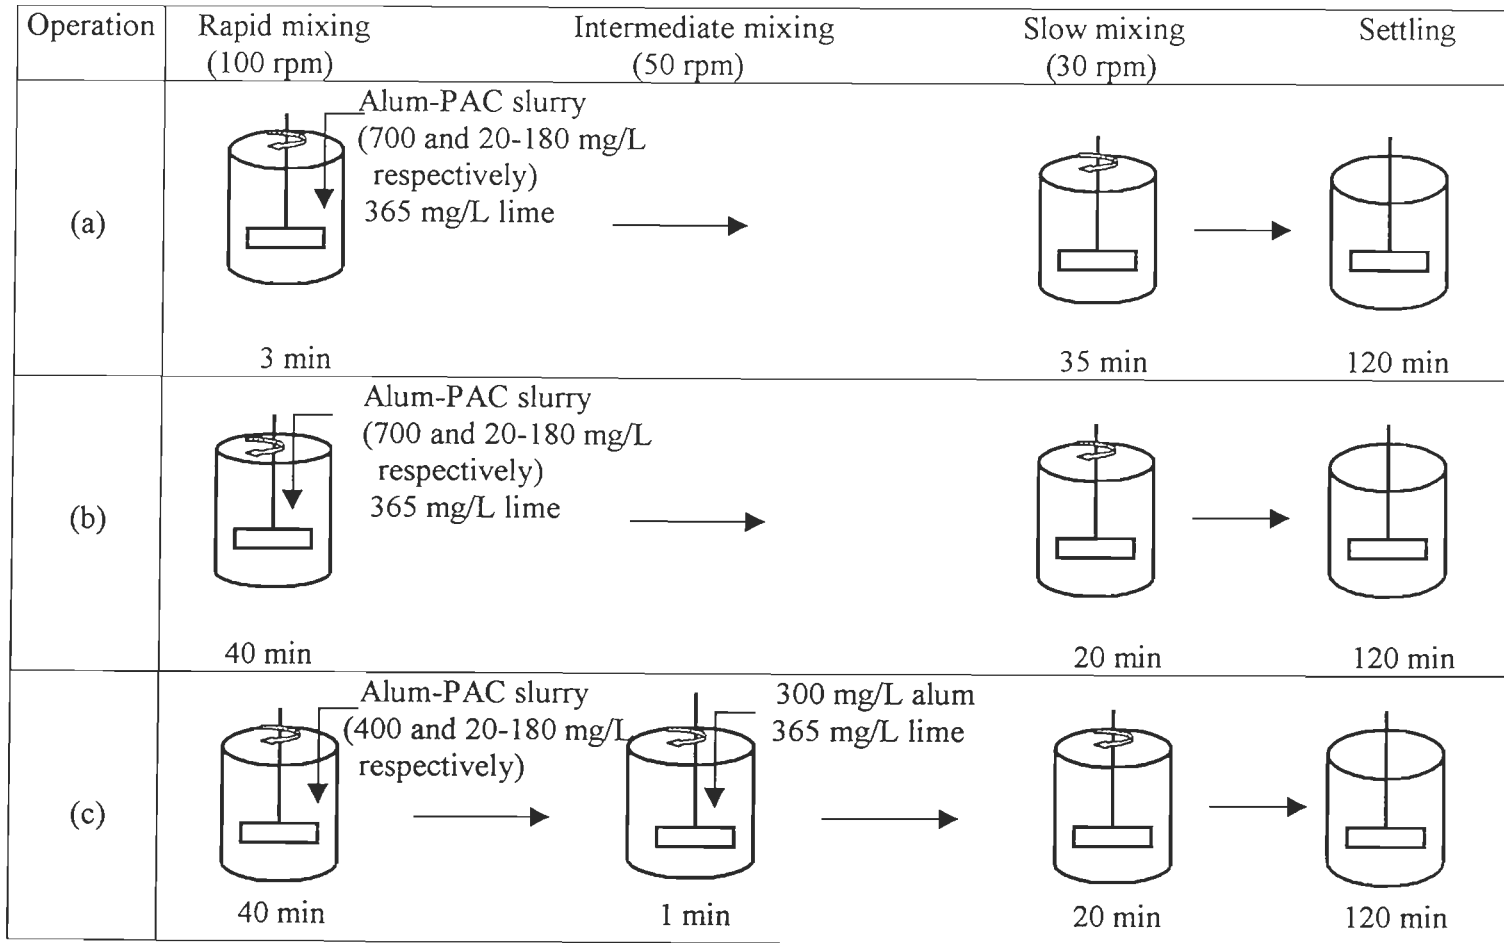 Operation
Rapid mixing
(100 rpm)
Intermediate mixing
(50 rpm)
Slow mixing
(30 rpm)
Settling
(a)
Alum-PAC slurry
(700 and 20-180 mg/L
respectively)
365 mg/L lime
3 min
35 min
120 min
(b)
Alum-PAC slurry
(700 and 20-180 mg/L
respectively)
365 mg/L lime
40 min
20 min
120 min
(c)
Alum-PAC slurry
(400 and 20-180 mg/L
respectively)
300 mg/L alum
365 mg/L lime
40 min
1 min
20 min
120 min